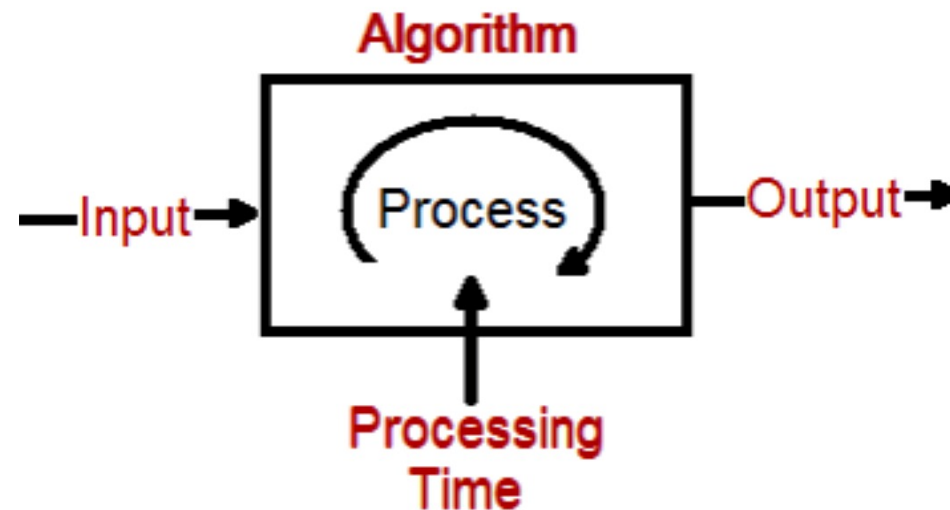 Algorithm
Input
Process
Output
Processing
Time